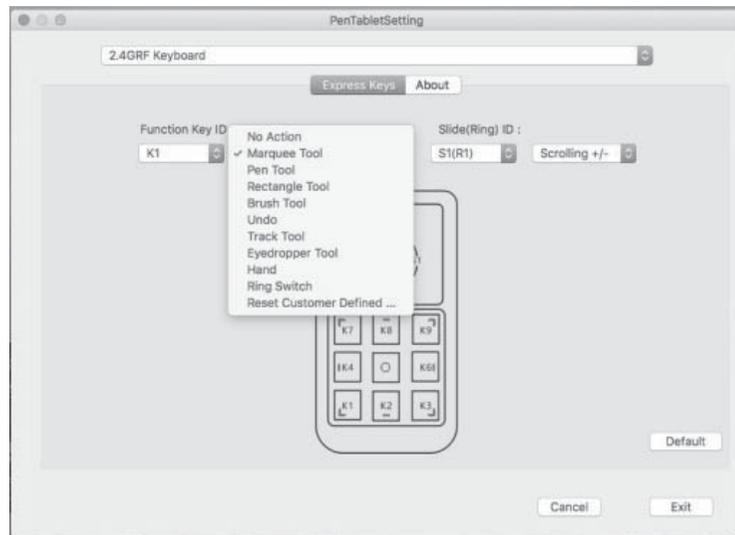 PenTabletSetting
2.4GRF Keyboard
Express Keys About
Function Key ID Slide(Ring) ID :
K1 S1(R1) Scrolling +/-
No Action
✓ Marquee Tool
Pen Tool
Rectangle Tool
Brush Tool
Undo
Track Tool
Eyedropper Tool
Hand
Ring Switch
Reset Customer Defined ...
K7 K8 K9
K4 K6
K1 K2 K3
Default
Cancel Exit